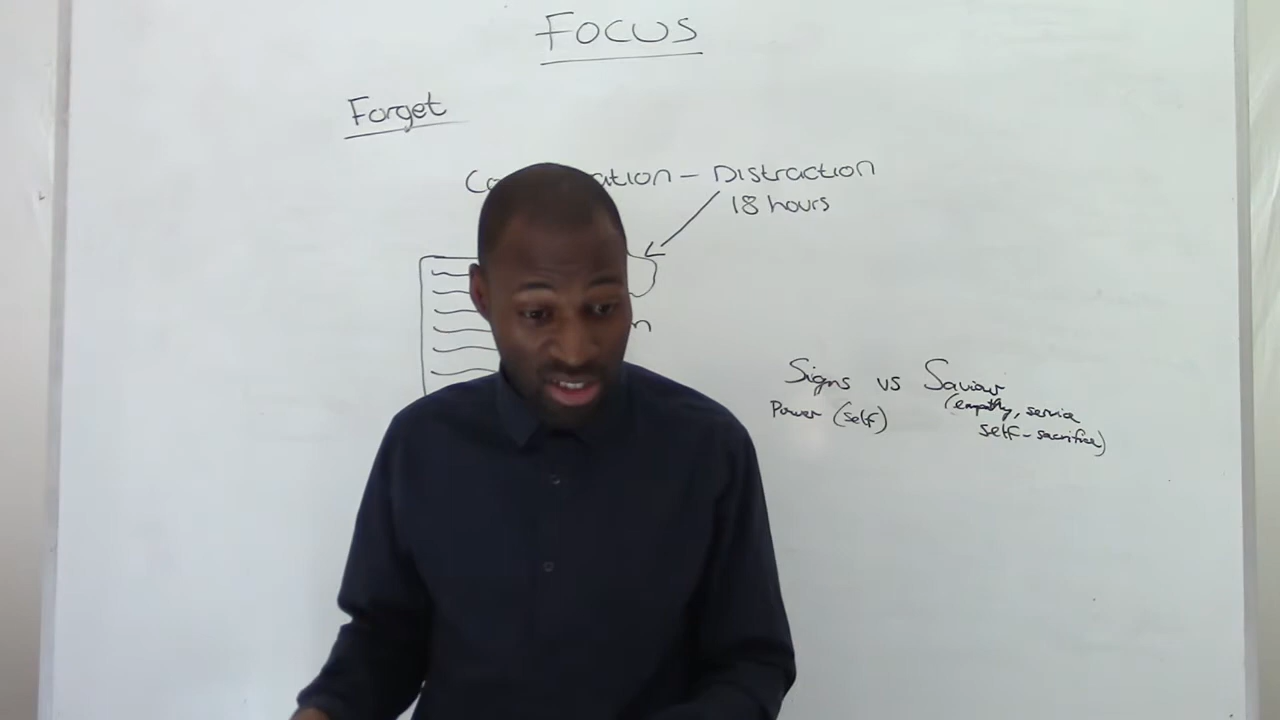 FOCUS
Forget
Distraction
18 hours
Signs vs Saviour
Power (self)
(empathy, service
self-sacrifice)